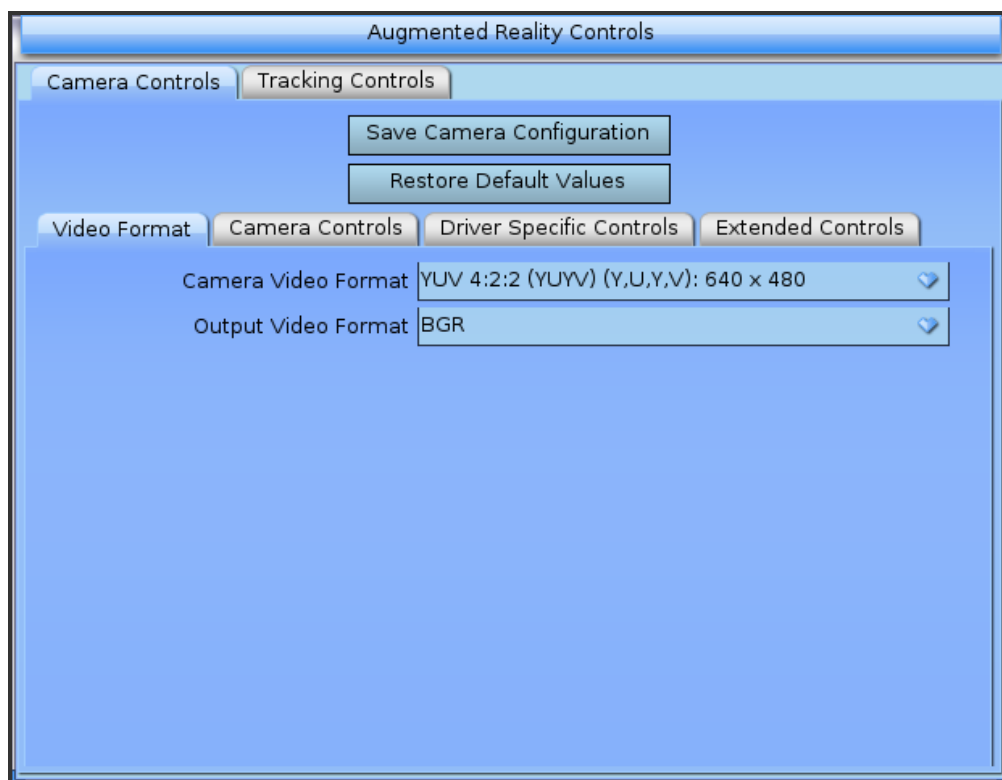 Augmented Reality Controls
Camera Controls Tracking Controls
Save Camera Configuration
Restore Default Values
Video Format Camera Controls Driver Specific Controls Extended Controls
Camera Video Format YUV 4:2:2 (YUYV) (Y,U,Y,V): 640 x 480
Output Video Format BGR